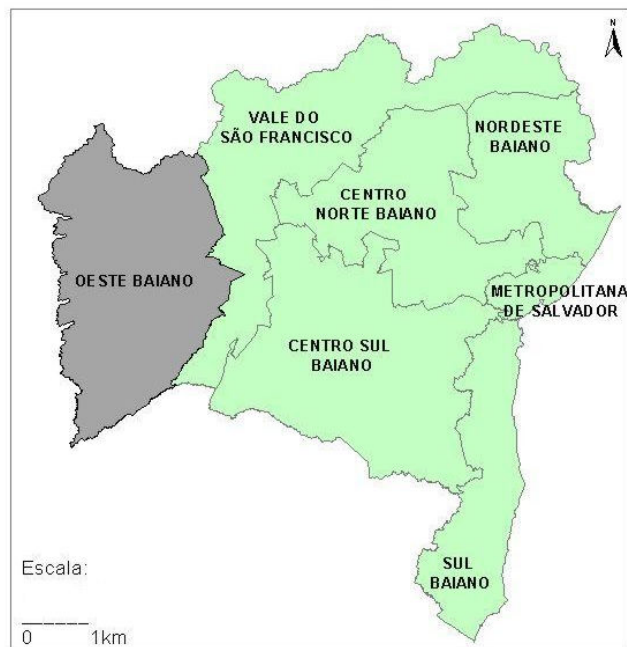 N
VALE DO
SÃO FRANCISCO
NORDESTE
BAIANO
CENTRO
NORTE BAIANO
OESTE BAIANO
METROPOLITANA
DE SALVADOR
CENTRO SUL
BAIANO
SUL
BAIANO
Escala:
0 1km